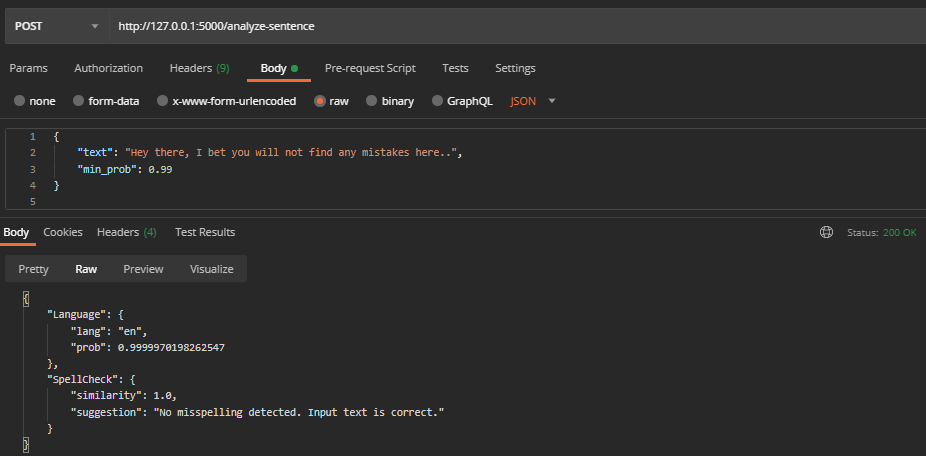 POST http://127.0.0.1:5000/analyze-sentence
Params Authorization Headers (9) Body Pre-request Script Tests Settings
none form-data x-www-form-urlencoded raw binary GraphQL JSON
1 {
2 "text": "Hey there, I bet you will not find any mistakes here..",
3 "min_prob": 0.99
4 }
5
Body Cookies Headers (4) Test Results Status: 200 OK
Pretty Raw Preview Visualize
{
"Language": {
"lang": "en",
"prob": 0.9999970198262547
},
"SpellCheck": {
"similarity": 1.0,
"suggestion": "No misspelling detected. Input text is correct."
}
}